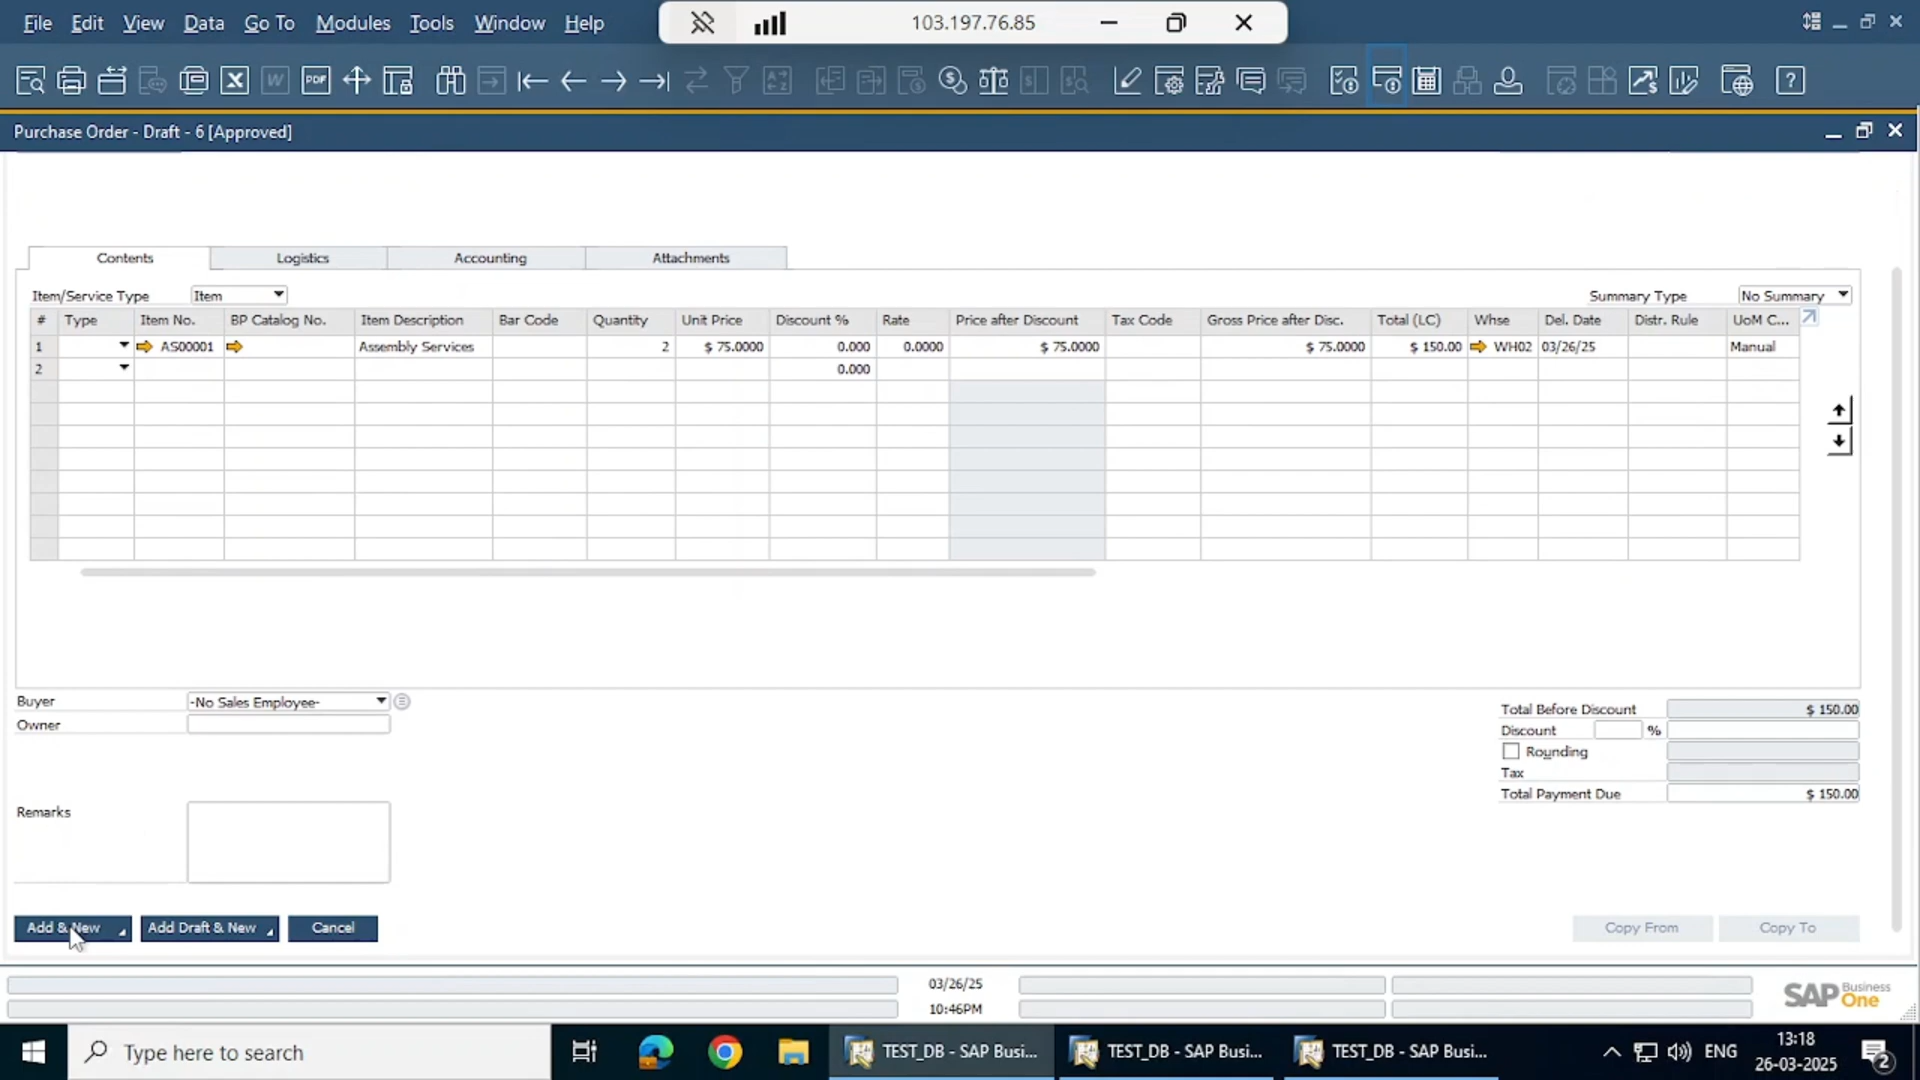 File Edit View Data Go To Modules Tools Window Help 103.197.76.85
Purchase Order - Draft - 6 [Approved]
Contents Logistics Accounting Attachments
Item/Service Type Item Summary Type No Summary
# Type Item No. BP Catalog No. Item Description Bar Code Quantity Unit Price Discount % Rate Price after Discount Tax Code Gross Price after Disc. Total (LC) Whse Del. Date Distr. Rule UoM C...
1 AS00001 Assembly Services 2 $ 75.0000 0.000 0.0000 $ 75.0000 $ 75.0000 $ 150.00 WH02 03/26/25 Manual
2 0.000
Buyer -No Sales Employee-
Owner
Total Before Discount $ 150.00
Discount %
Rounding
Tax
Total Payment Due $ 150.00
Remarks
Add & New Add Draft & New Cancel Copy From Copy To
03/26/25
10:46PM
SAP Business One
Type here to search TEST_DB - SAP Busi... TEST_DB - SAP Busi... TEST_DB - SAP Busi... ENG 13:18
26-03-2025 2